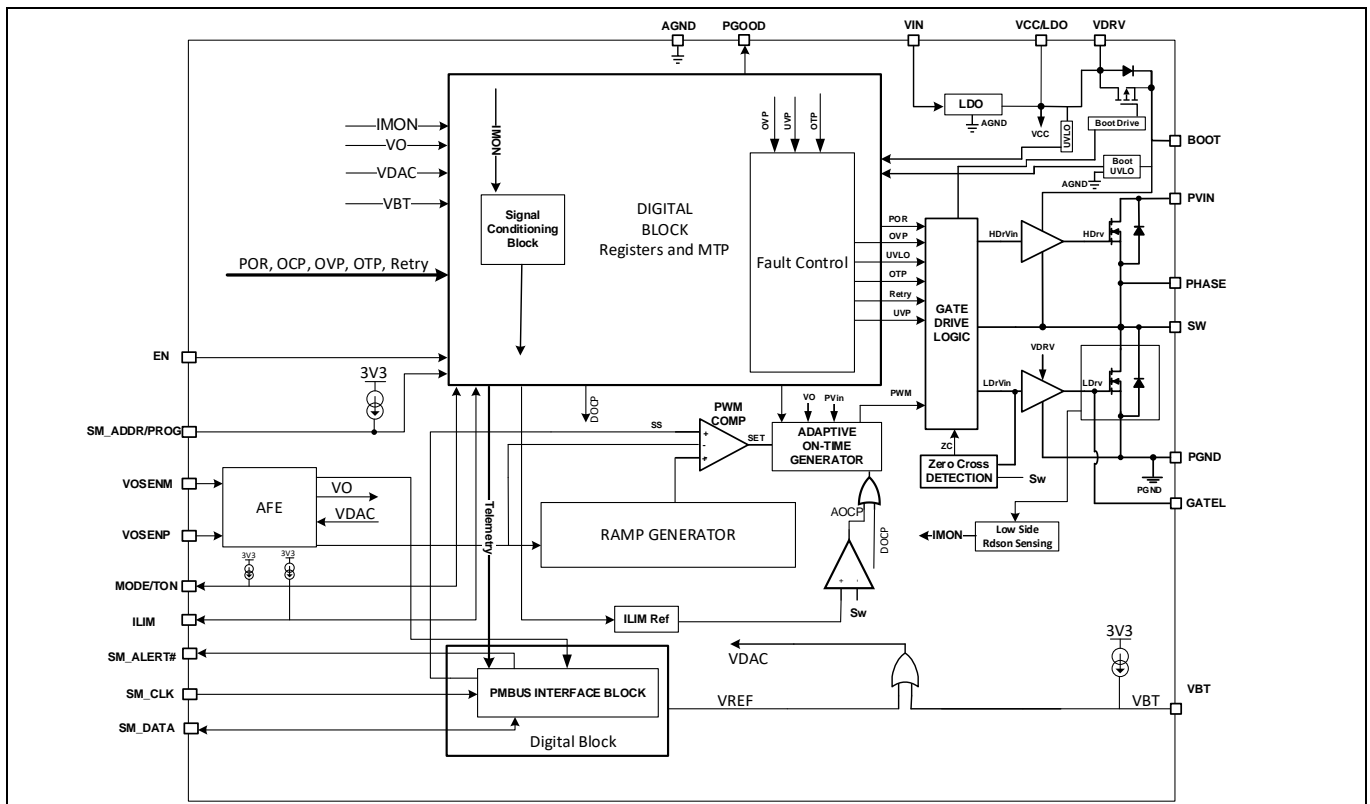 AGND
PGOOD
VIN
VCC/LDO
VDRV
LDO
AGND
VCC
UVLO
Boot Drive
BOOT
Boot
UVLO
AGND
PVIN
IMON
VO
VDAC
VBT
IMON
Signal
Conditioning
Block
DIGITAL
BLOCK
Registers and MTP
OVP
UVP
OTP
Fault Control
POR, OCP, OVP, OTP, Retry
POR
OVP
UVLO
OTP
Retry
UVP
GATE
DRIVE
LOGIC
HDrVin
HDrv
PHASE
SW
EN
3V3
SM_ADDR/PROG
DOCP
VDRV
LDrVin
LDrv
PWM
COMP
SS
+
-
+
SET
VO
PVin
ADAPTIVE
ON-TIME
GENERATOR
PWM
ZC
Zero Cross
DETECTION
Sw
PGND
PGND
GATEL
VOSENM
VOSENP
AFE
VO
VDAC
Telemetry
RAMP GENERATOR
AOCP
DOCP
IMON
Low Side
Rdson Sensing
3V3
3V3
MODE/TON
ILIM
ILIM Ref
+
-
Sw
SM_ALERT#
SM_CLK
SM_DATA
PMBUS INTERFACE BLOCK
Digital Block
VREF
VDAC
3V3
VBT
VBT